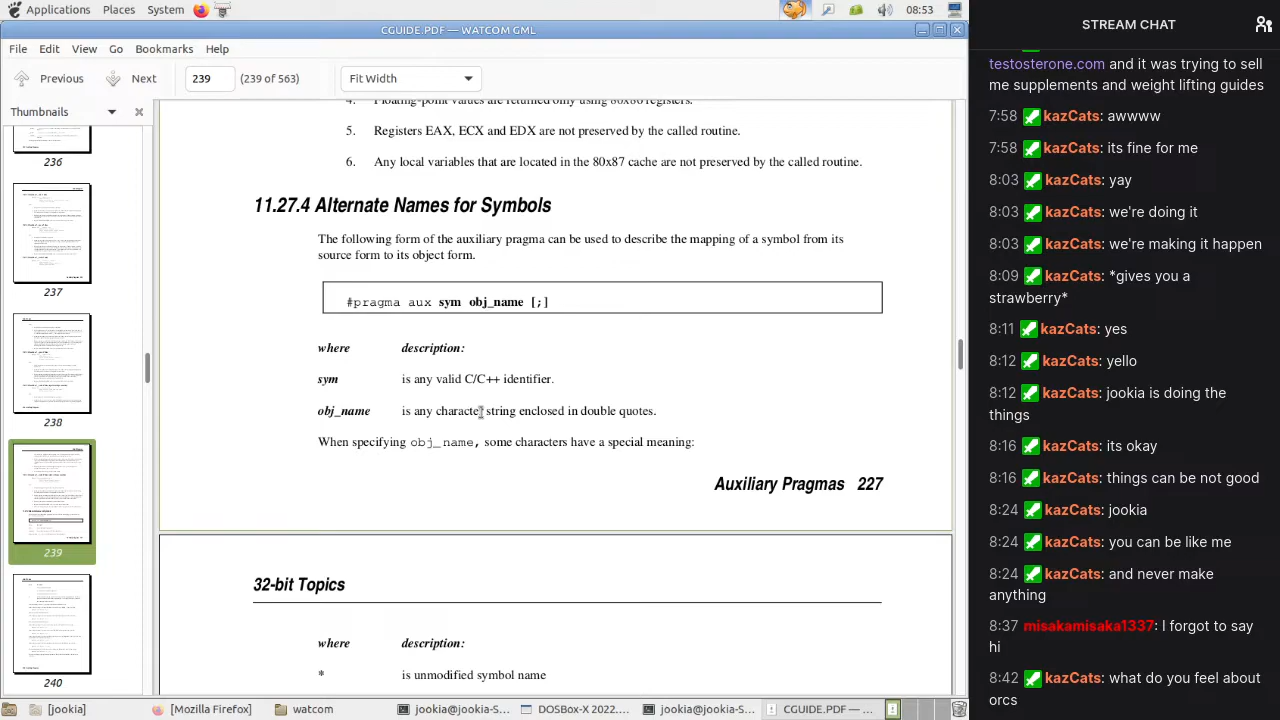 Applications Places System 08:53
CGUIDE.PDF — WATCOM GML
File Edit View Go Bookmarks Help
Previous Next 239 (239 of 563) Fit Width
Thumbnails
236
237
238
239
240
4. Floating-point values are returned only using 80x86 registers.
5. Registers EAX, ECX and EDX are not preserved by the called routine.
6. Any local variables that are located in the 80x87 cache are not preserved by the called routine.
11.27.4 Alternate Names for Symbols
The following form of the auxiliary pragma can be used to describe the mapping of a symbol from its
source form to its object form.
#pragma aux sym obj_name [;]
where description:
sym is any valid C/C++ identifier.
obj_name is any character string enclosed in double quotes.
When specifying obj_name, some characters have a special meaning:
Auxiliary Pragmas 227
32-bit Topics
where description:
* is unmodified symbol name
[jookia] [Mozilla Firefox] watcom jookia@jookia-S... DOSBox-X 2022.... jookia@jookia-S... CGUIDE.PDF — ...
STREAM CHAT
testosterone.com and it was trying to sell
me supplements and weight lifting guides
7:58 kazCats: awwww
7:58 kazCats: its fine for me
8:03 kazCats: yay
8:03 kazCats: we're doing it
8:03 kazCats: we're making it happen
8:09 kazCats: *gives you a
strawberry*
8:11 kazCats: yes
8:12 kazCats: yello
8:12 kazCats: jookia is doing the
things
8:16 kazCats: its okay
8:16 kazCats: things can be not good
8:24 kazCats: jookia
8:24 kazCats: you can be like me
8:24 kazCats: and never make
anything
8:37 misakamisaka1337: I forgot to say
hi
8:42 kazCats: what do you feel about
orcs